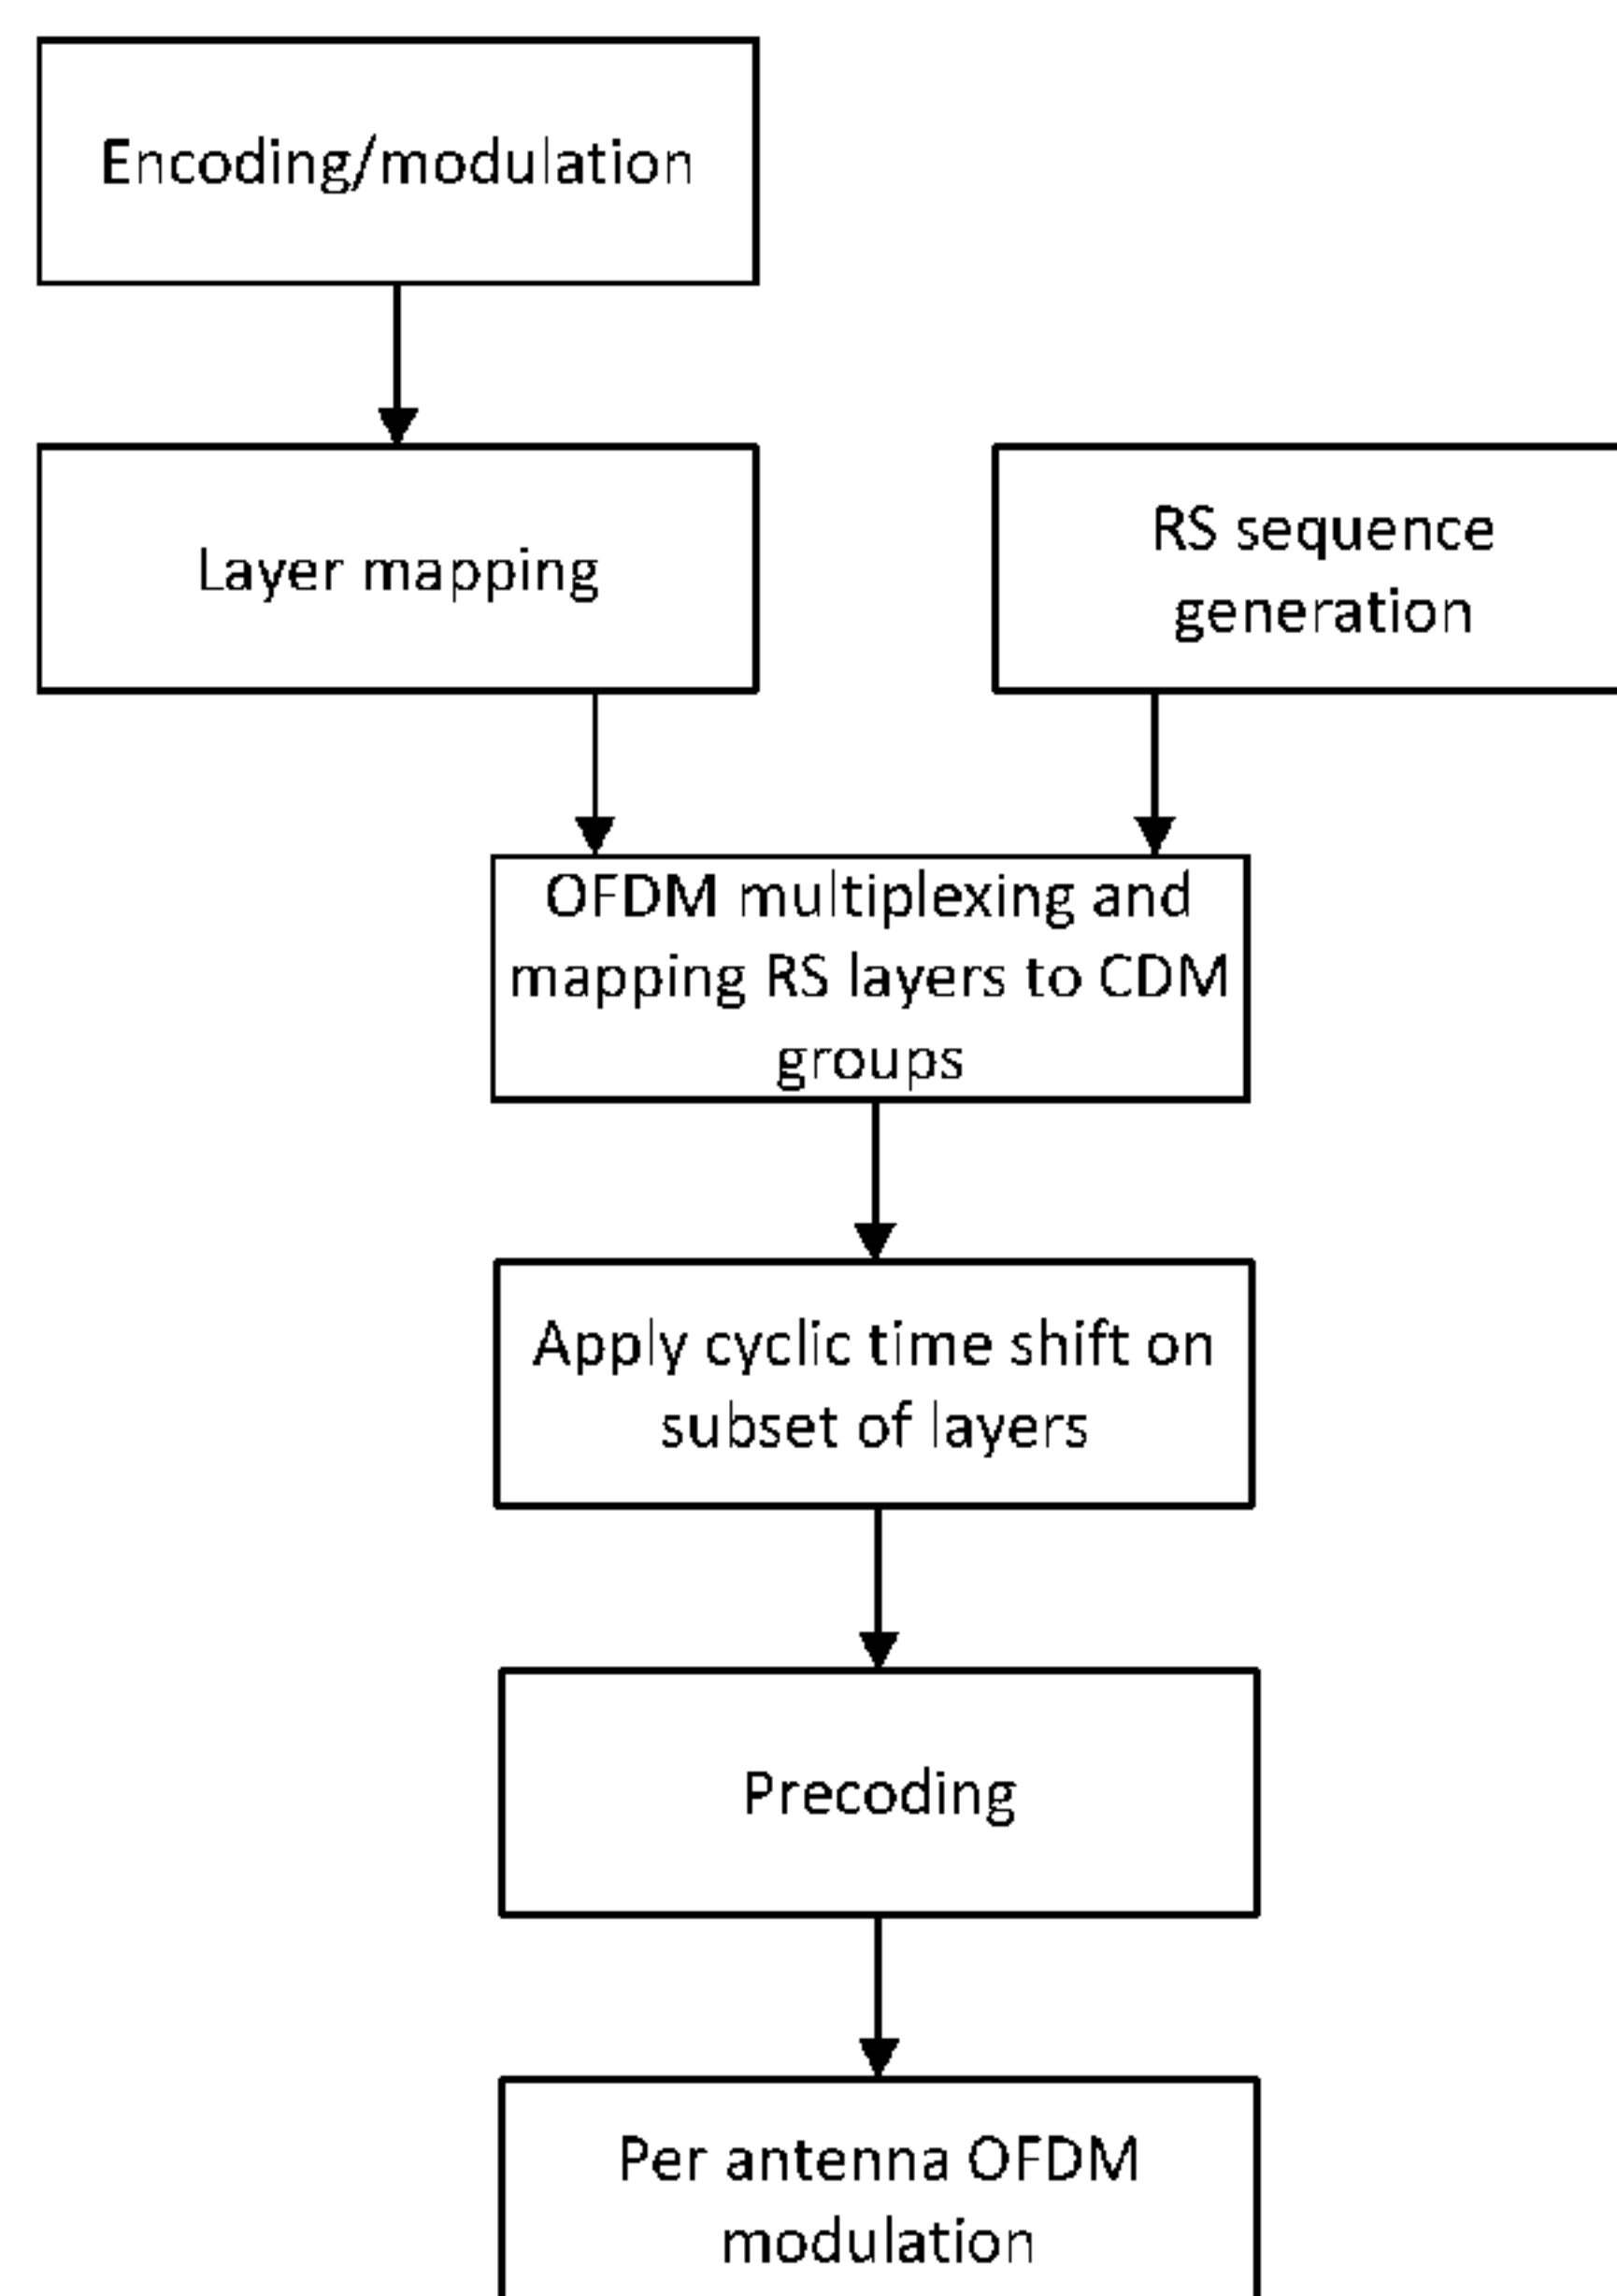 Encoding/modulation
Layer mapping
RS sequence
generation
OFDM multiplexing and
mapping RS layers to CDM
groups
Apply cyclic time shift on
subset of layers
Precoding
Per antenna OFDM
modulation